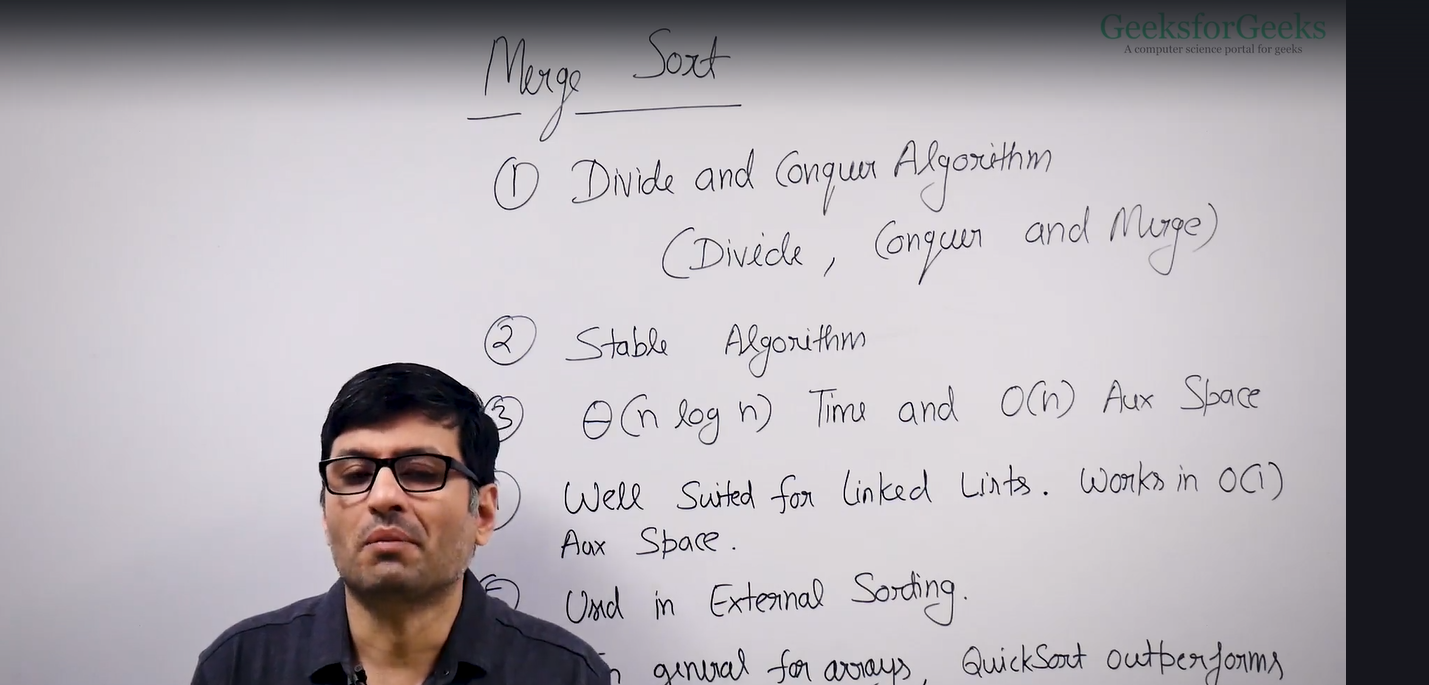 GeeksforGeeks
A computer science portal for geeks
Merge Sort
① Divide and Conquer Algorithm
(Divide, Conquer and Merge)
② Stable Algorithm
③ Θ(n log n) Time and O(n) Aux Space
Well Suited for Linked Lists. Works in O(1)
Aux Space.
Used in External Sorting.
general for arrays, QuickSort outperforms